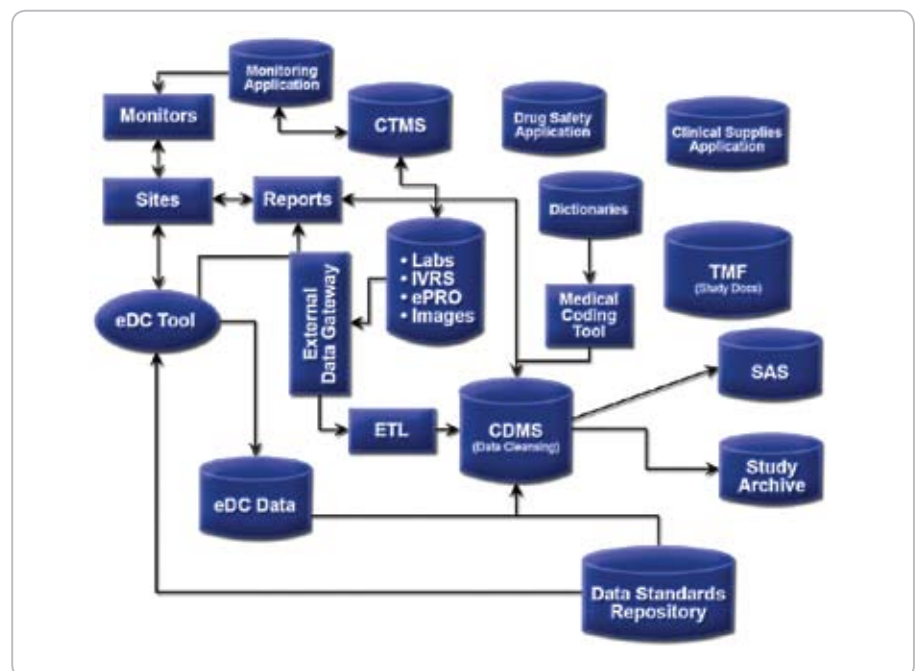 Monitoring
Application
Monitors
CTMS
Drug Safety
Application
Clinical Supplies
Application
Sites
Reports
Dictionaries
• Labs
• IVRS
• ePRO
• Images
TMF
(Study Docs)
External
Data Gateway
Medical
Coding
Tool
eDC Tool
SAS
ETL
CDMS
(Data Cleansing)
Study
Archive
eDC Data
Data Standards
Repository